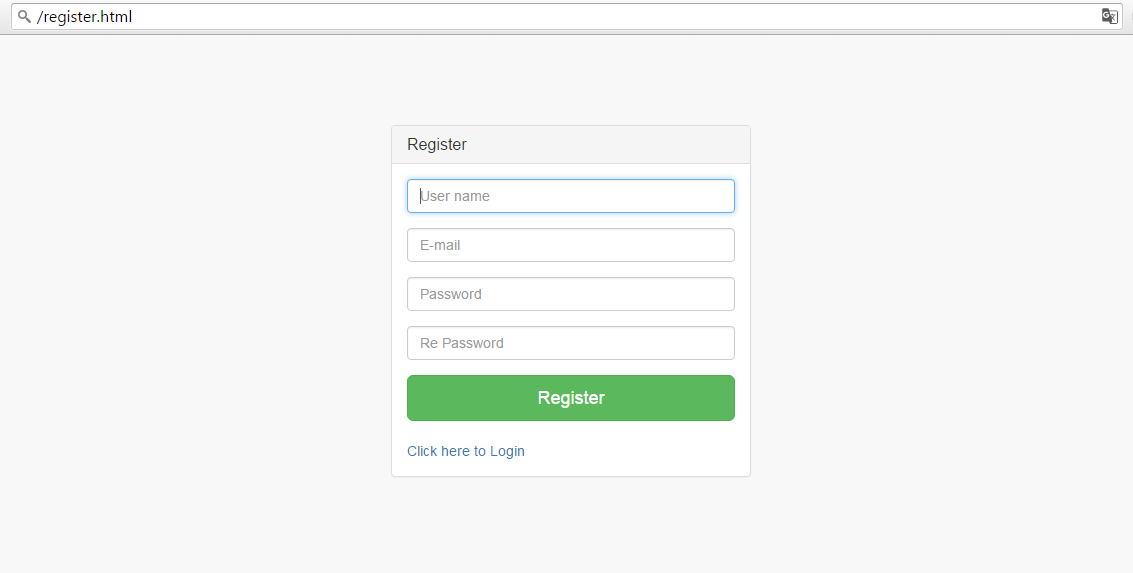 /register.html
Register
User name
E-mail
Password
Re Password
Register
Click here to Login